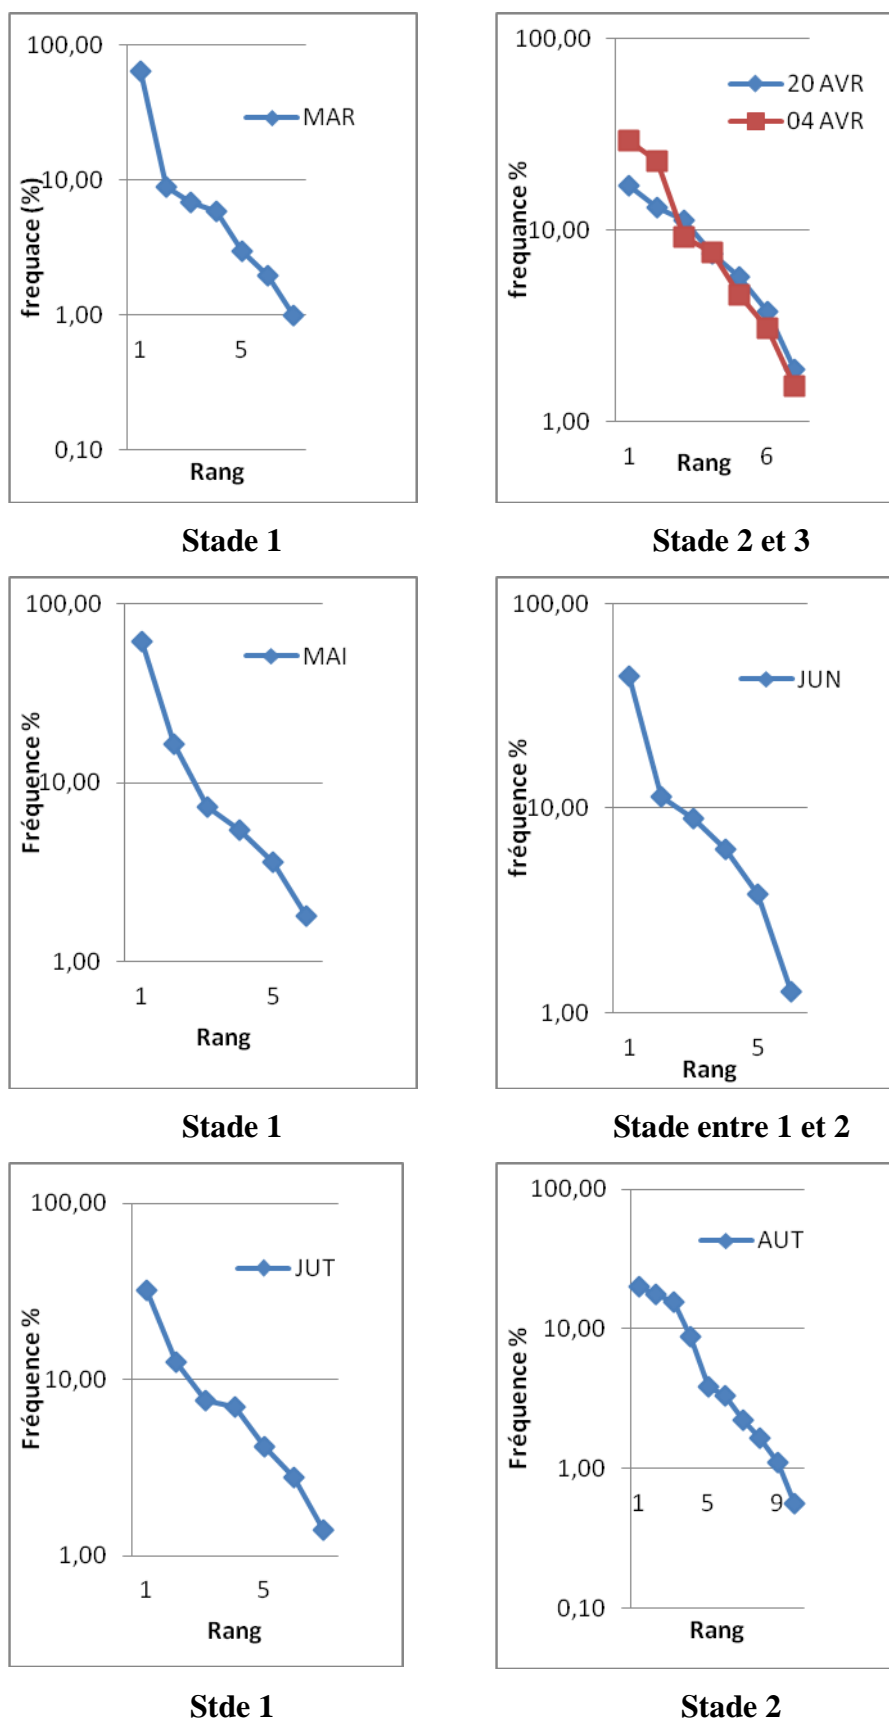 100,00
10,00
1,00
0,10
frequace (%)
1 5
Rang
MAR
Stade 1
100,00
10,00
1,00
frequance %
1 6
Rang
20 AVR
04 AVR
Stade 2 et 3
100,00
10,00
1,00
Fréquence %
1 5
Rang
MAI
Stade 1
100,00
10,00
1,00
fréquence %
1 5
Rang
JUN
Stade entre 1 et 2
100,00
10,00
1,00
Fréquence %
1 5
Rang
JUT
Stde 1
100,00
10,00
1,00
0,10
Fréquence %
1 5 9
Rang
AUT
Stade 2